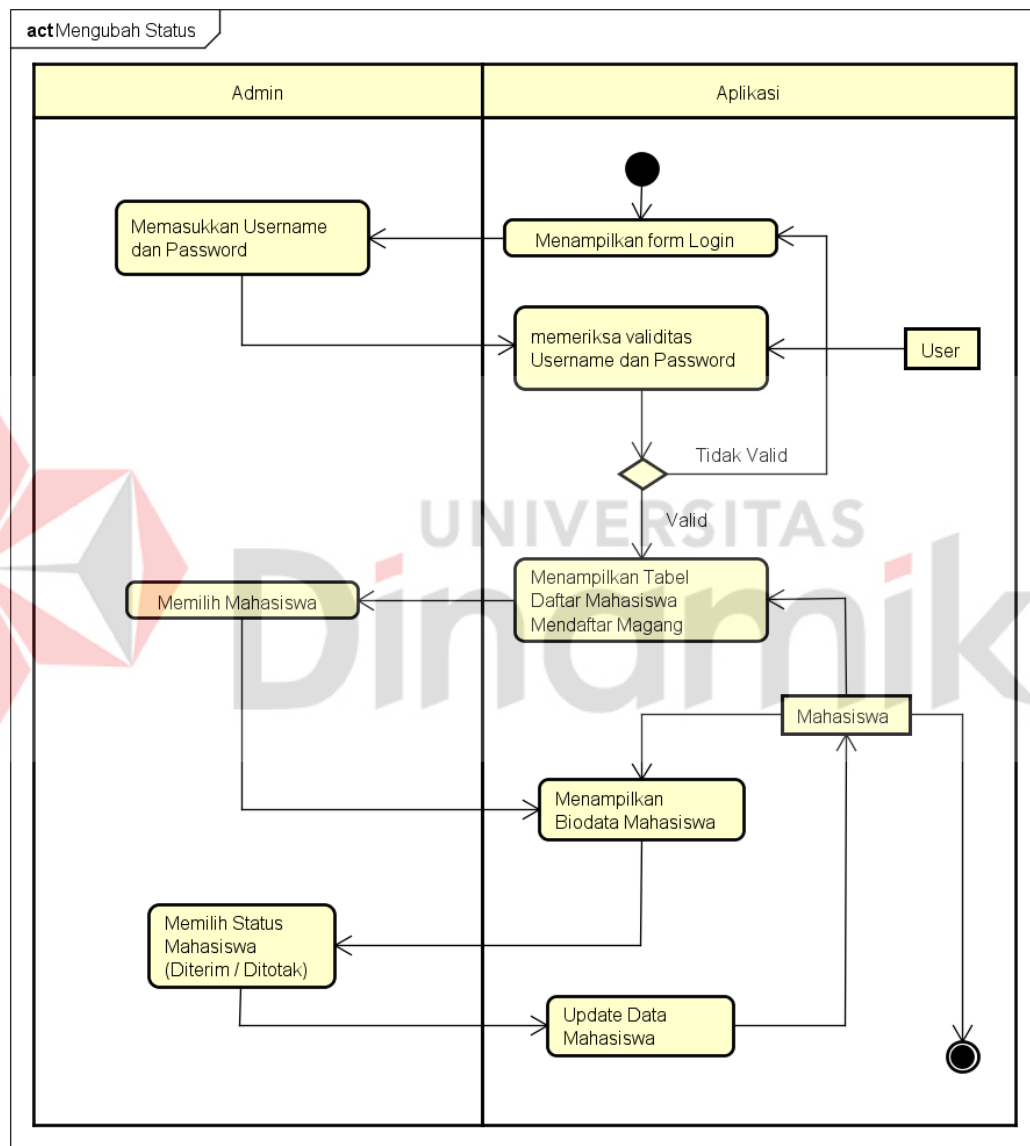 act Mengubah Status
Admin
Aplikasi
Memasukkan Username
dan Password
Menampilkan form Login
memeriksa validitas
Username dan Password
User
Tidak Valid
Valid
UNIVERSITAS
Dinamika
Menampilkan Tabel
Daftar Mahasiswa
Mendaftar Magang
Memilih Mahasiswa
Mahasiswa
Menampilkan
Biodata Mahasiswa
Memilih Status
Mahasiswa
(Diterim / Ditotak)
Update Data
Mahasiswa